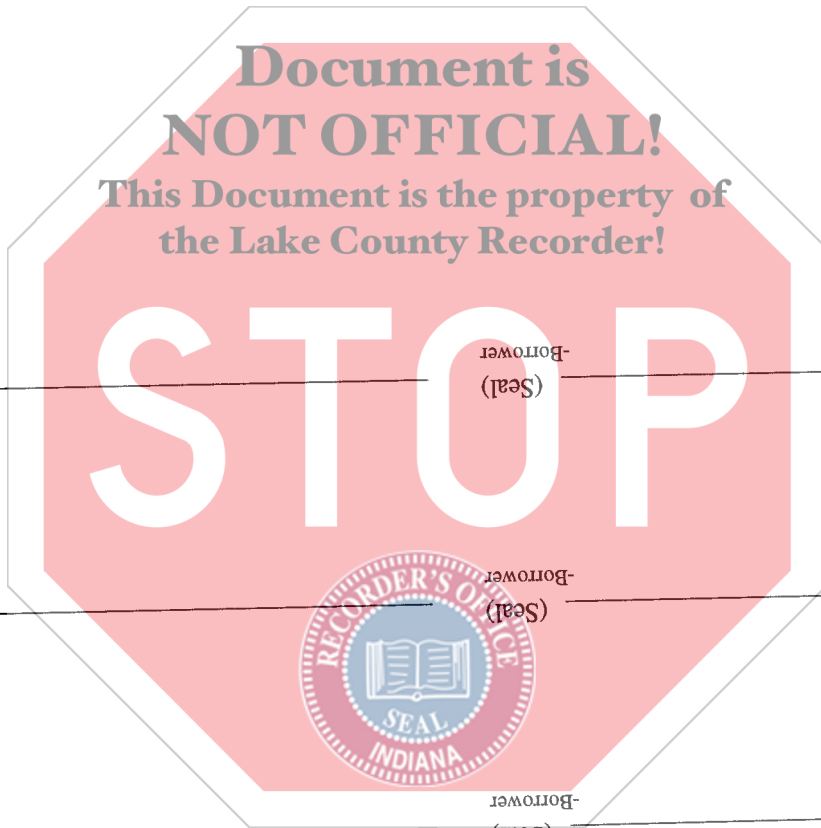 Document is
NOT OFFICIAL!
This Document is the property of
the Lake County Recorder!
STOP
-Borrower
(Seal)
-Borrower
(Seal)
RECORDER'S OFFICE
SEAL
INDIANA
-Borrower